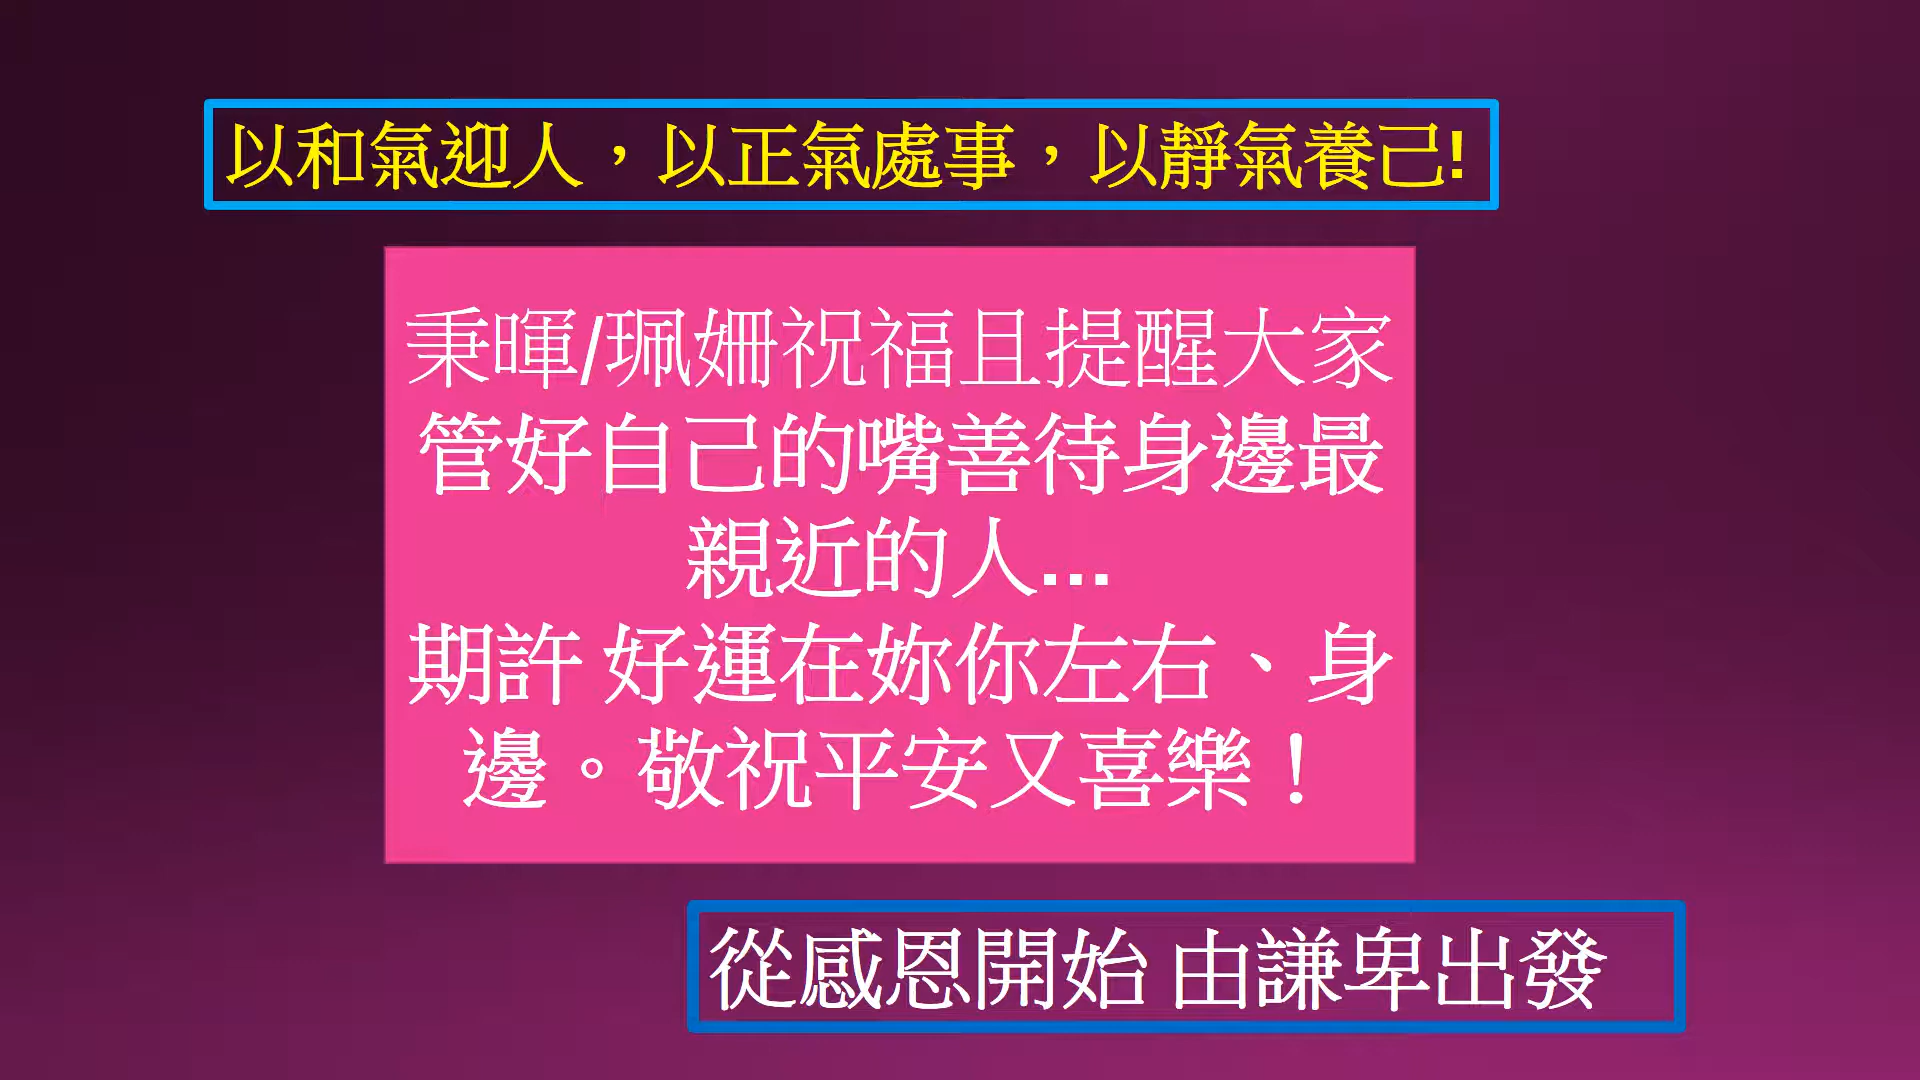 以和氣迎人，以正氣處事，以靜氣養己!
秉暉/珮姍祝福且提醒大家
管好自己的嘴善待身邊最
親近的人...
期許 好運在妳你左右、身
邊。敬祝平安又喜樂！
從感恩開始 由謙卑出發